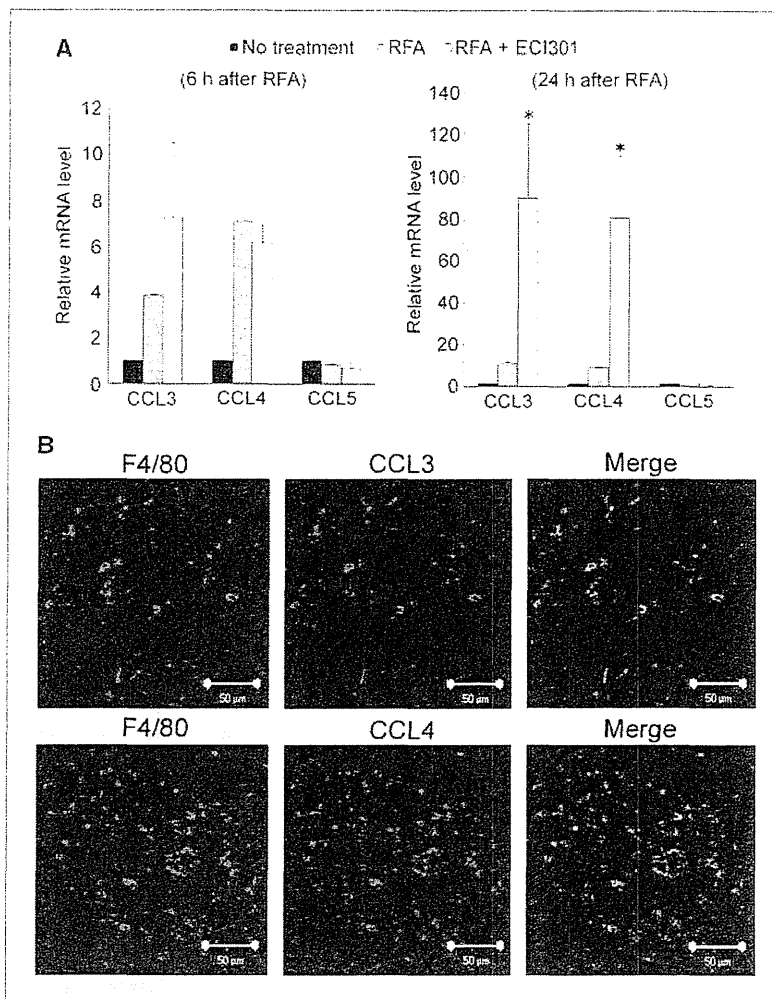 A
No treatment RFA RFA + ECI301
(6 h after RFA)
(24 h after RFA)
Relative mRNA level
12
10
8
6
4
2
0
CCL3 CCL4 CCL5
Relative mRNA level
140
120
100
80
60
40
20
0
CCL3 CCL4 CCL5
*
*
B
F4/80 CCL3 Merge
50 µm 50 µm 50 µm
F4/80 CCL4 Merge
50 µm 50 µm 50 µm